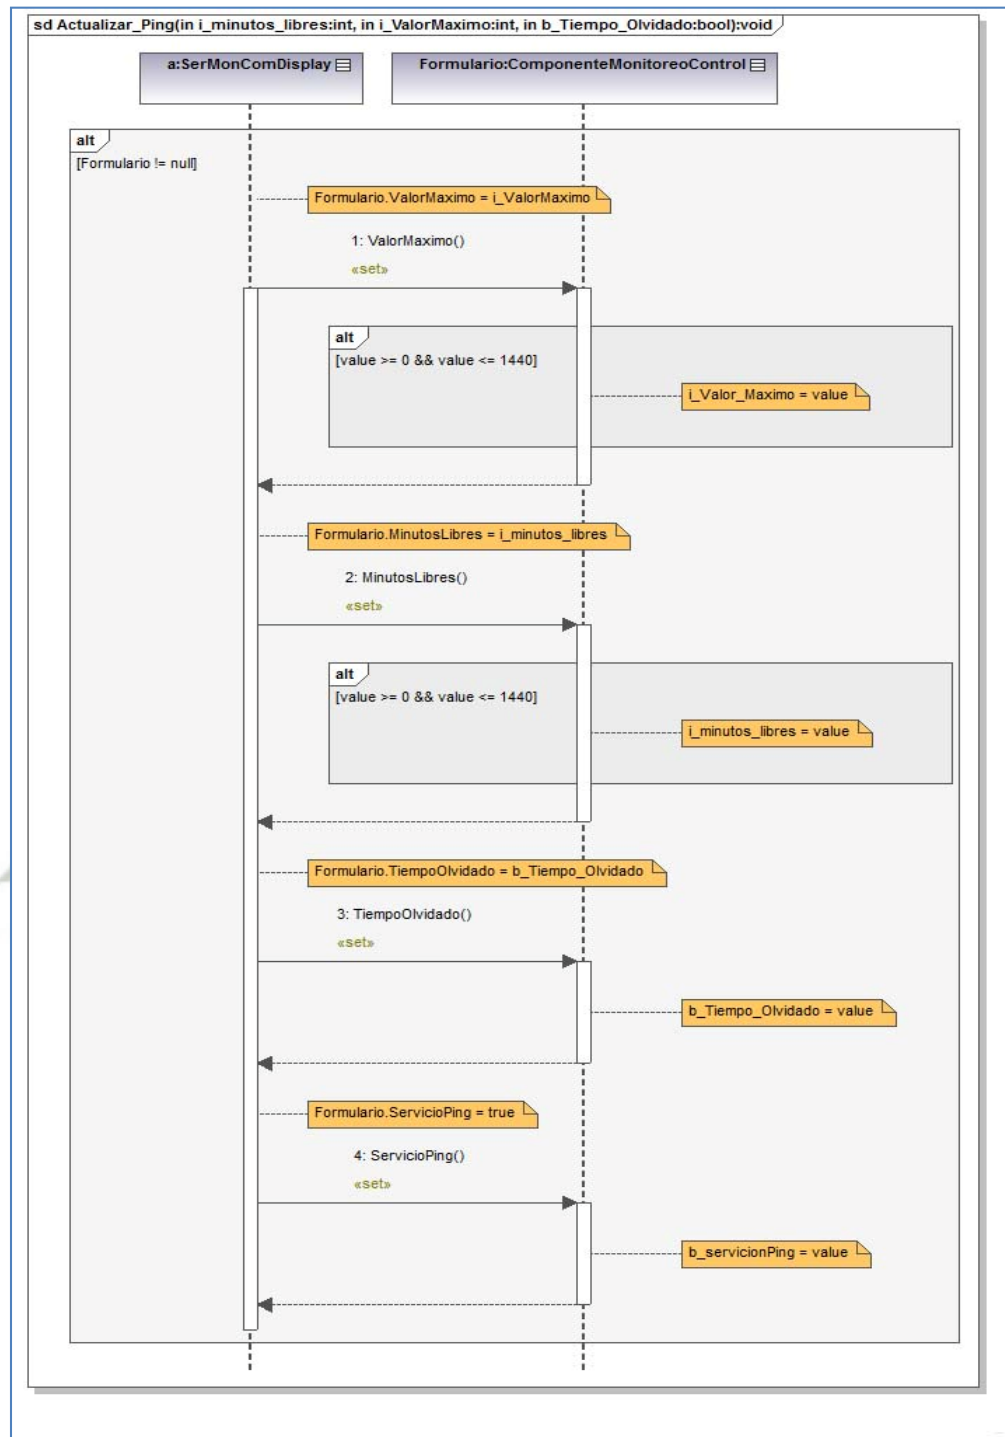 sd Actualizar_Ping(in i_minutos_libres:int, in i_ValorMaximo:int, in b_Tiempo_Olvidado:bool):void
a:SerMonComDisplay
Formulario:ComponenteMonitoreoControl
alt
[Formulario != null]
Formulario.ValorMaximo = i_ValorMaximo
1: ValorMaximo()
«set»
alt
[value >= 0 && value <= 1440]
i_Valor_Maximo = value
Formulario.MinutosLibres = i_minutos_libres
2: MinutosLibres()
«set»
alt
[value >= 0 && value <= 1440]
i_minutos_libres = value
Formulario.TiempoOlvidado = b_Tiempo_Olvidado
3: TiempoOlvidado()
«set»
b_Tiempo_Olvidado = value
Formulario.ServicioPing = true
4: ServicioPing()
«set»
b_servicionPing = value